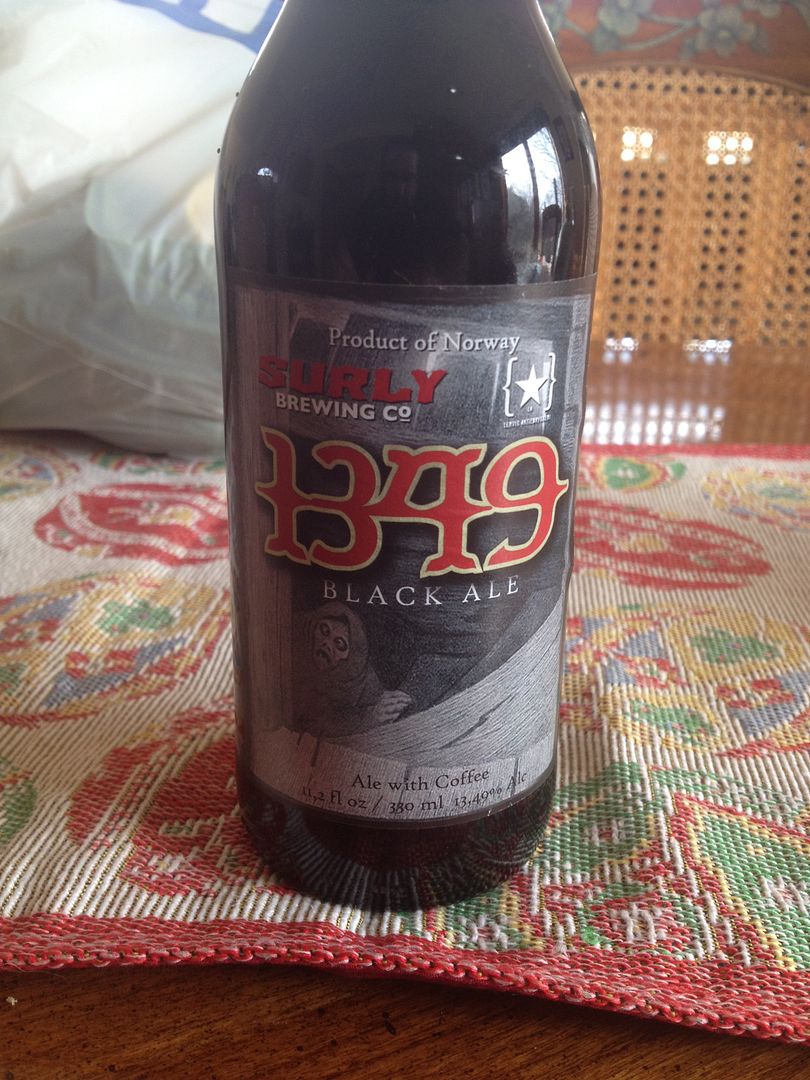 Product of Norway
SURLY
BREWING CO
1349
BLACK ALE
Ale with Coffee
11,2 fl oz / 330 ml 13,49% Alc